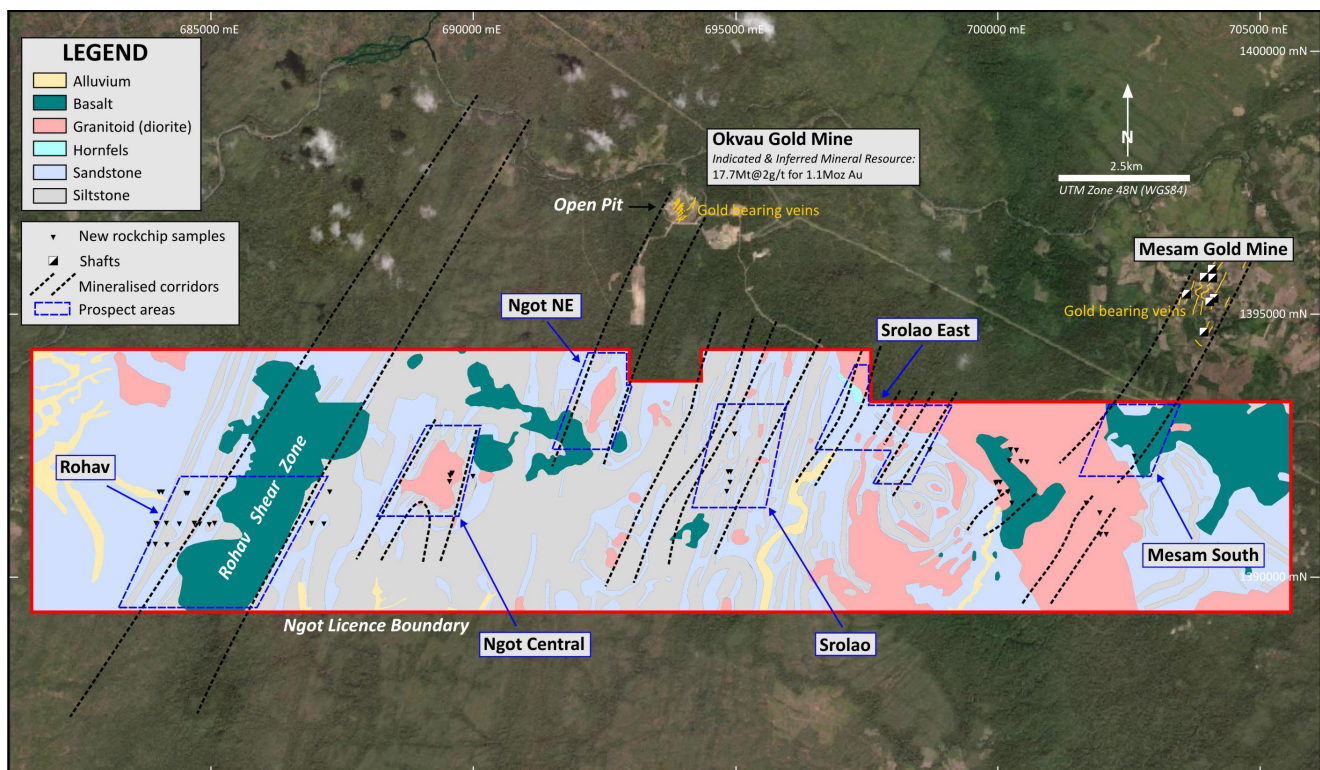 685000 mE
690000 mE
695000 mE
700000 mE
705000 mE
1400000 mN
LEGEND
Alluvium
Basalt
Granitoid (diorite)
Hornfels
Sandstone
Siltstone
New rockchip samples
Shafts
Mineralised corridors
Prospect areas
N
2.5km
UTM Zone 48N (WGS84)
Okvau Gold Mine
Indicated & Inferred Mineral Resource:
17.7Mt@2g/t for 1.1Moz Au
Open Pit
Gold bearing veins
Mesam Gold Mine
Gold bearing veins
1395000 mN
Ngot NE
Srolao East
Rohav
Rohav Shear Zone
Mesam South
1390000 mN
Ngot Licence Boundary
Ngot Central
Srolao